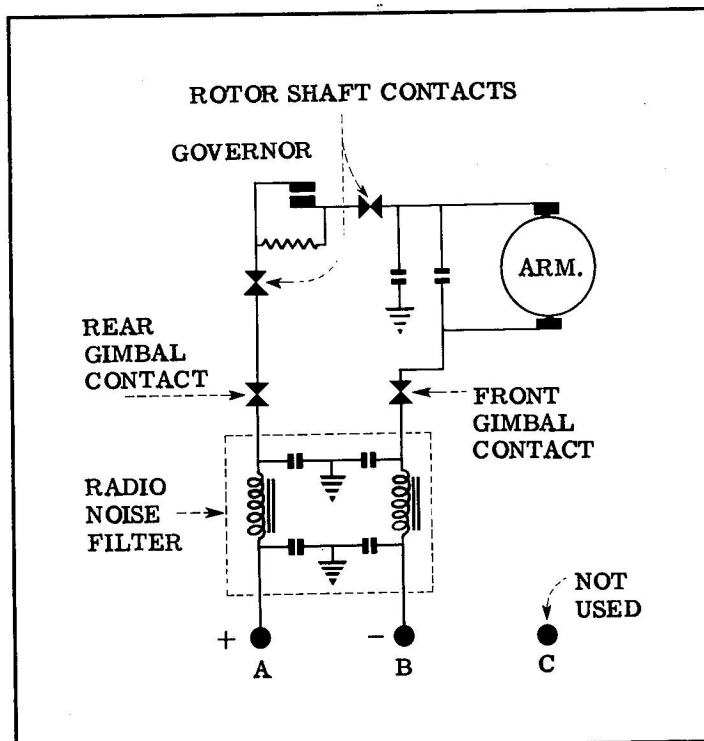 ROTOR SHAFT CONTACTS
GOVERNOR
ARM.
REAR
GIMBAL
CONTACT
FRONT
GIMBAL
CONTACT
RADIO
NOISE
FILTER
NOT
USED
+
A
-
B
C